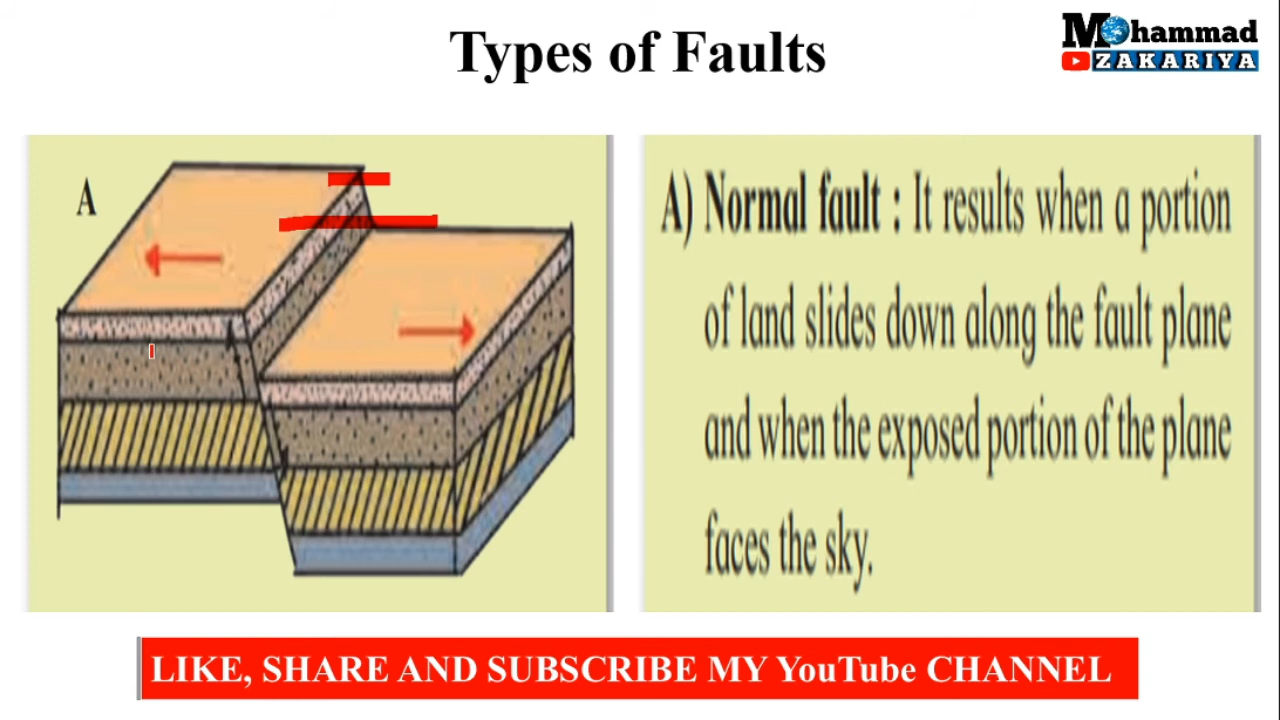 Types of Faults
Mohammad
ZAKARIYA
A
A) Normal fault : It results when a portion
of land slides down along the fault plane
and when the exposed portion of the plane
faces the sky.
LIKE, SHARE AND SUBSCRIBE MY YouTube CHANNEL